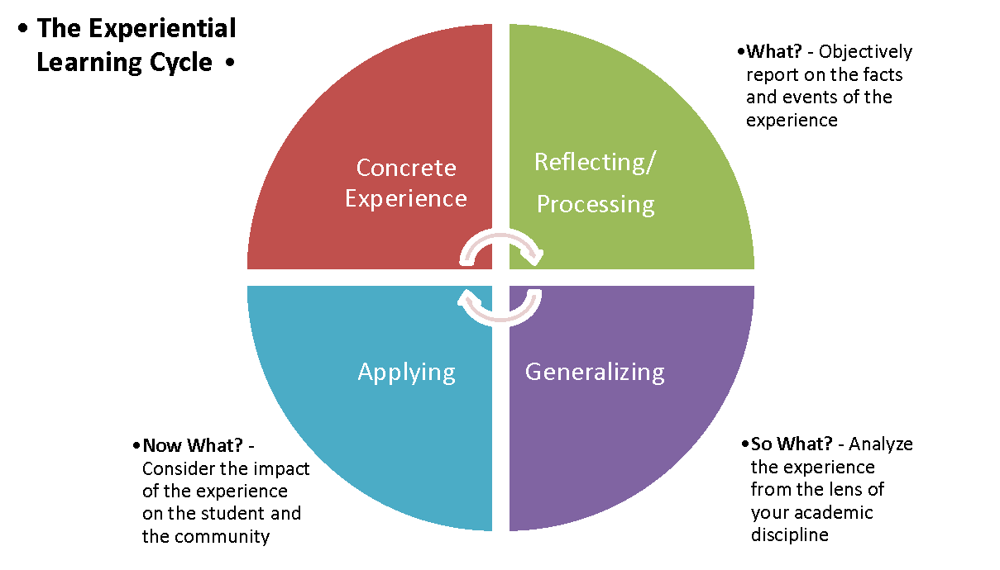 • The Experiential
Learning Cycle •
Concrete
Experience
Reflecting/
Processing
•What? - Objectively
report on the facts
and events of the
experience
Applying
Generalizing
•Now What? -
Consider the impact
of the experience
on the student and
the community
•So What? - Analyze
the experience
from the lens of
your academic
discipline